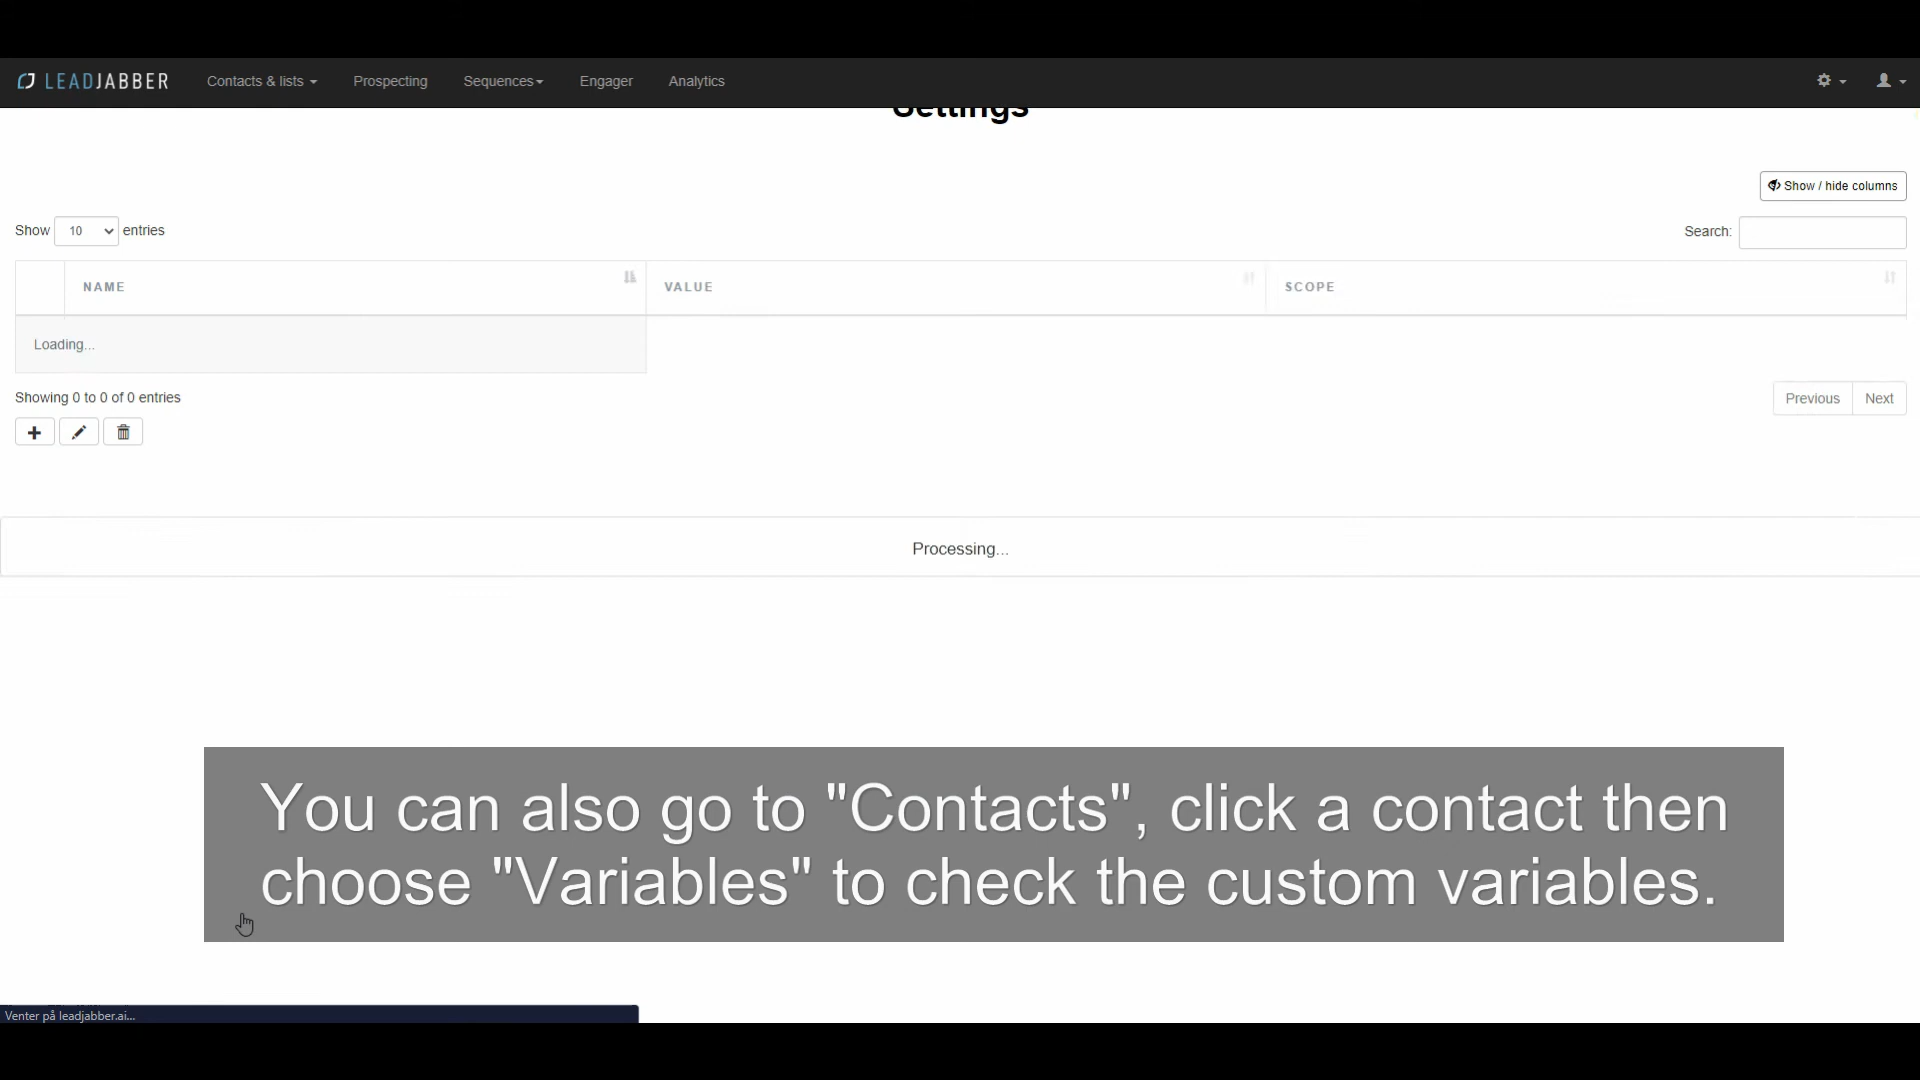 LEADJABBER Contacts & lists Prospecting Sequences Engager Analytics
Settings
Show / hide columns
Show 10 entries Search:
NAME VALUE SCOPE
Loading...
Showing 0 to 0 of 0 entries Previous Next
Processing...
You can also go to "Contacts", click a contact then
choose "Variables" to check the custom variables.
Venter på leadjabber.ai...